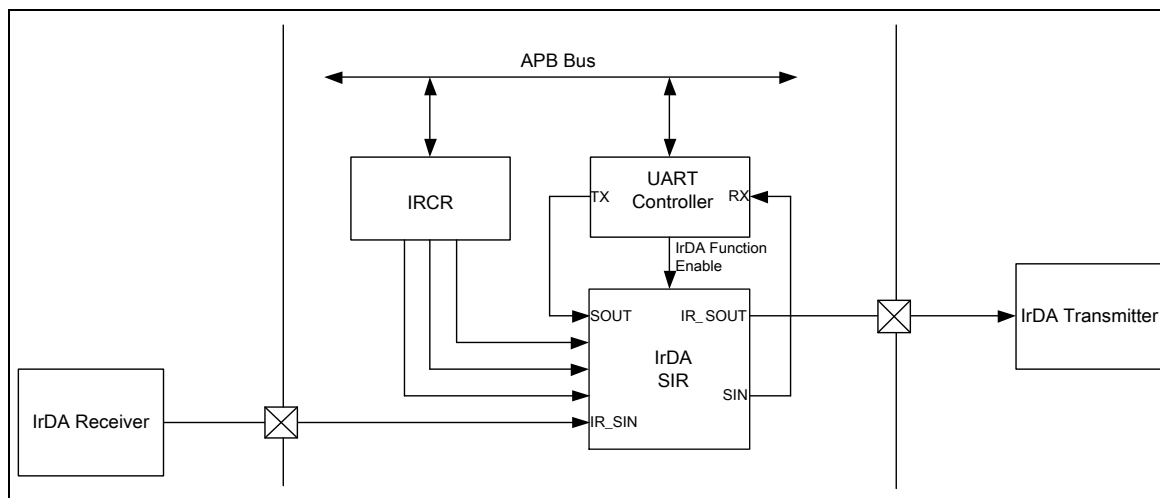 APB Bus
IRCR
UART
Controller
TX
RX
IrDA Function
Enable
SOUT
IR_SOUT
IrDA
SIR
SIN
IR_SIN
IrDA Receiver
IrDA Transmitter